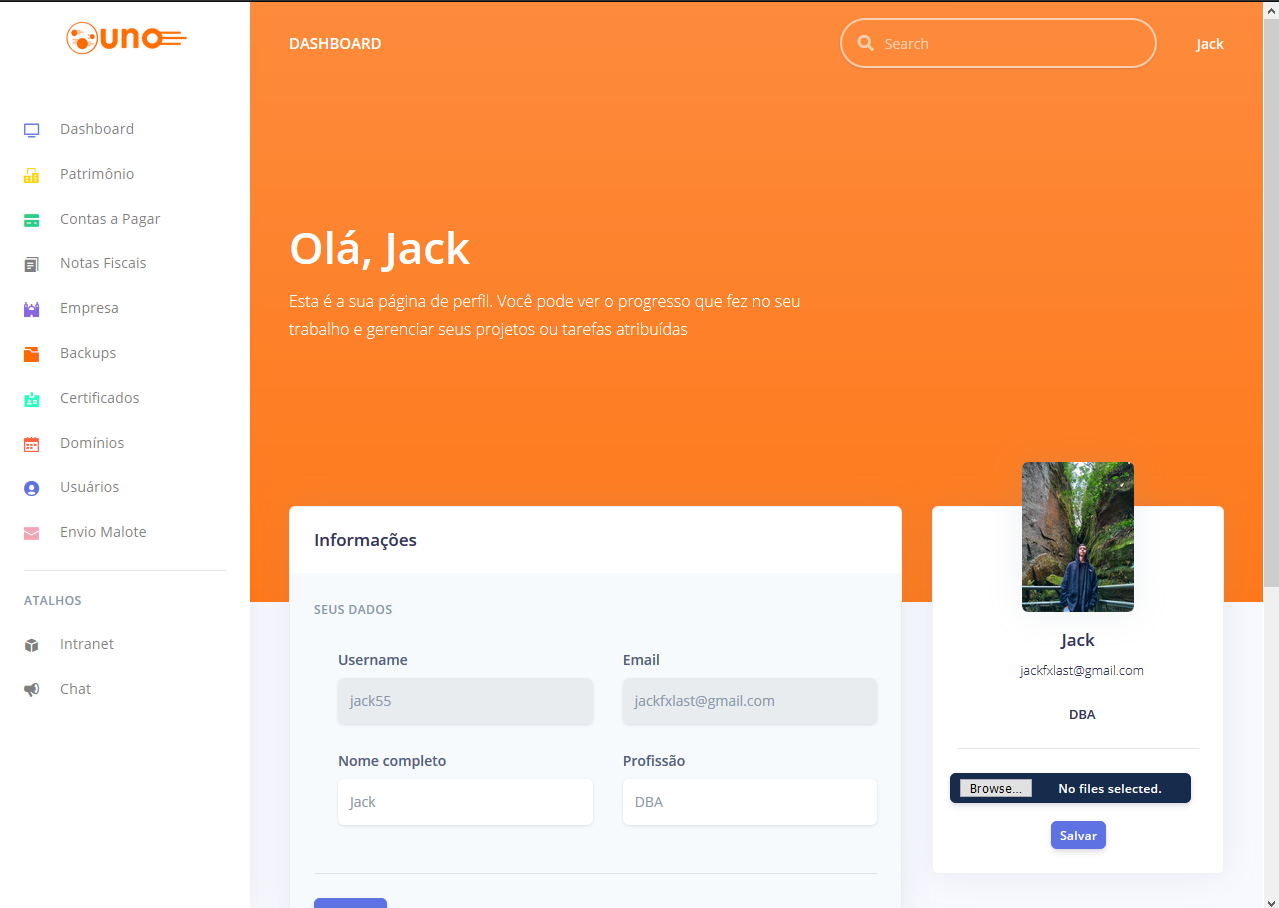 uno
DASHBOARD
Search
Jack
Dashboard
Patrimônio
Contas a Pagar
Notas Fiscais
Empresa
Backups
Certificados
Domínios
Usuários
Envio Malote
ATALHOS
Intranet
Chat
Olá, Jack
Esta é a sua página de perfil. Você pode ver o progresso que fez no seu
trabalho e gerenciar seus projetos ou tarefas atribuídas
Informações
SEUS DADOS
Username
Email
jack55
jackfxlast@gmail.com
Nome completo
Profissão
Jack
DBA
Jack
jackfxlast@gmail.com
DBA
Browse...
No files selected.
Salvar